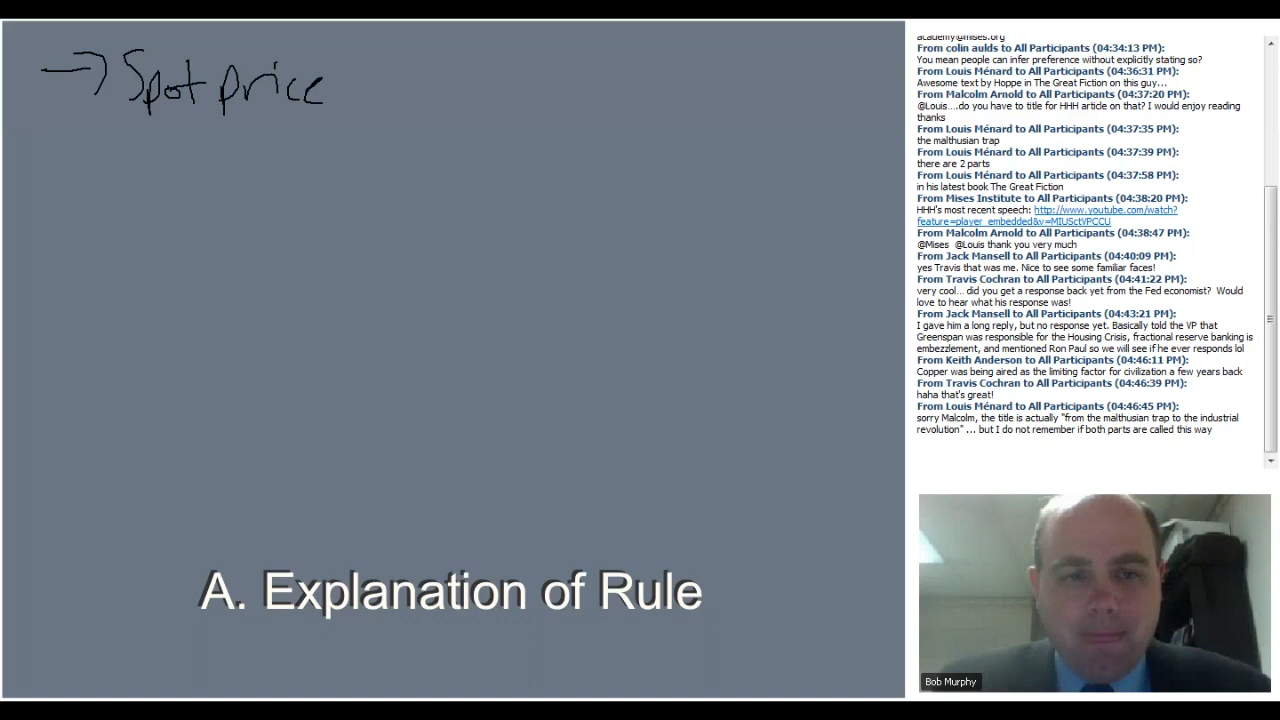 → Spot price
A. Explanation of Rule
academy@mises.org
From colin aulds to All Participants (04:34:13 PM):
You mean people can infer preference without explicitly stating so?
From Louis Ménard to All Participants (04:36:31 PM):
Awesome text by Hoppe in The Great Fiction on this guy...
From Malcolm Arnold to All Participants (04:37:20 PM):
@Louis....do you have to title for HHH article on that? I would enjoy reading
thanks
From Louis Ménard to All Participants (04:37:35 PM):
the malthusian trap
From Louis Ménard to All Participants (04:37:39 PM):
there are 2 parts
From Louis Ménard to All Participants (04:37:58 PM):
in his latest book The Great Fiction
From Mises Institute to All Participants (04:38:20 PM):
HHH's most recent speech: http://www.youtube.com/watch?
feature=player_embedded&v=MIUSctVPCCU
From Malcolm Arnold to All Participants (04:38:47 PM):
@Mises @Louis thank you very much
From Jack Mansell to All Participants (04:40:09 PM):
yes Travis that was me. Nice to see some familiar faces!
From Travis Cochran to All Participants (04:41:22 PM):
very cool... did you get a response back yet from the Fed economist? Would
love to hear what his response was!
From Jack Mansell to All Participants (04:43:21 PM):
I gave him a long reply, but no response yet. Basically told the VP that
Greenspan was responsible for the Housing Crisis, fractional reserve banking is
embezzlement, and mentioned Ron Paul so we will see if he ever responds lol
From Keith Anderson to All Participants (04:46:11 PM):
Copper was being aired as the limiting factor for civilization a few years back
From Travis Cochran to All Participants (04:46:39 PM):
haha that's great!
From Louis Ménard to All Participants (04:46:45 PM):
sorry Malcolm, the title is actually "from the malthusian trap to the industrial
revolution" ... but I do not remember if both parts are called this way
Bob Murphy